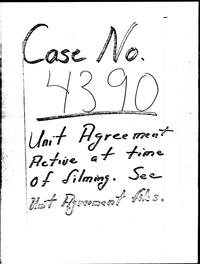 Case No.
4390
Unit Agreement
Active at time
of filming. See
Unit Agreement files.